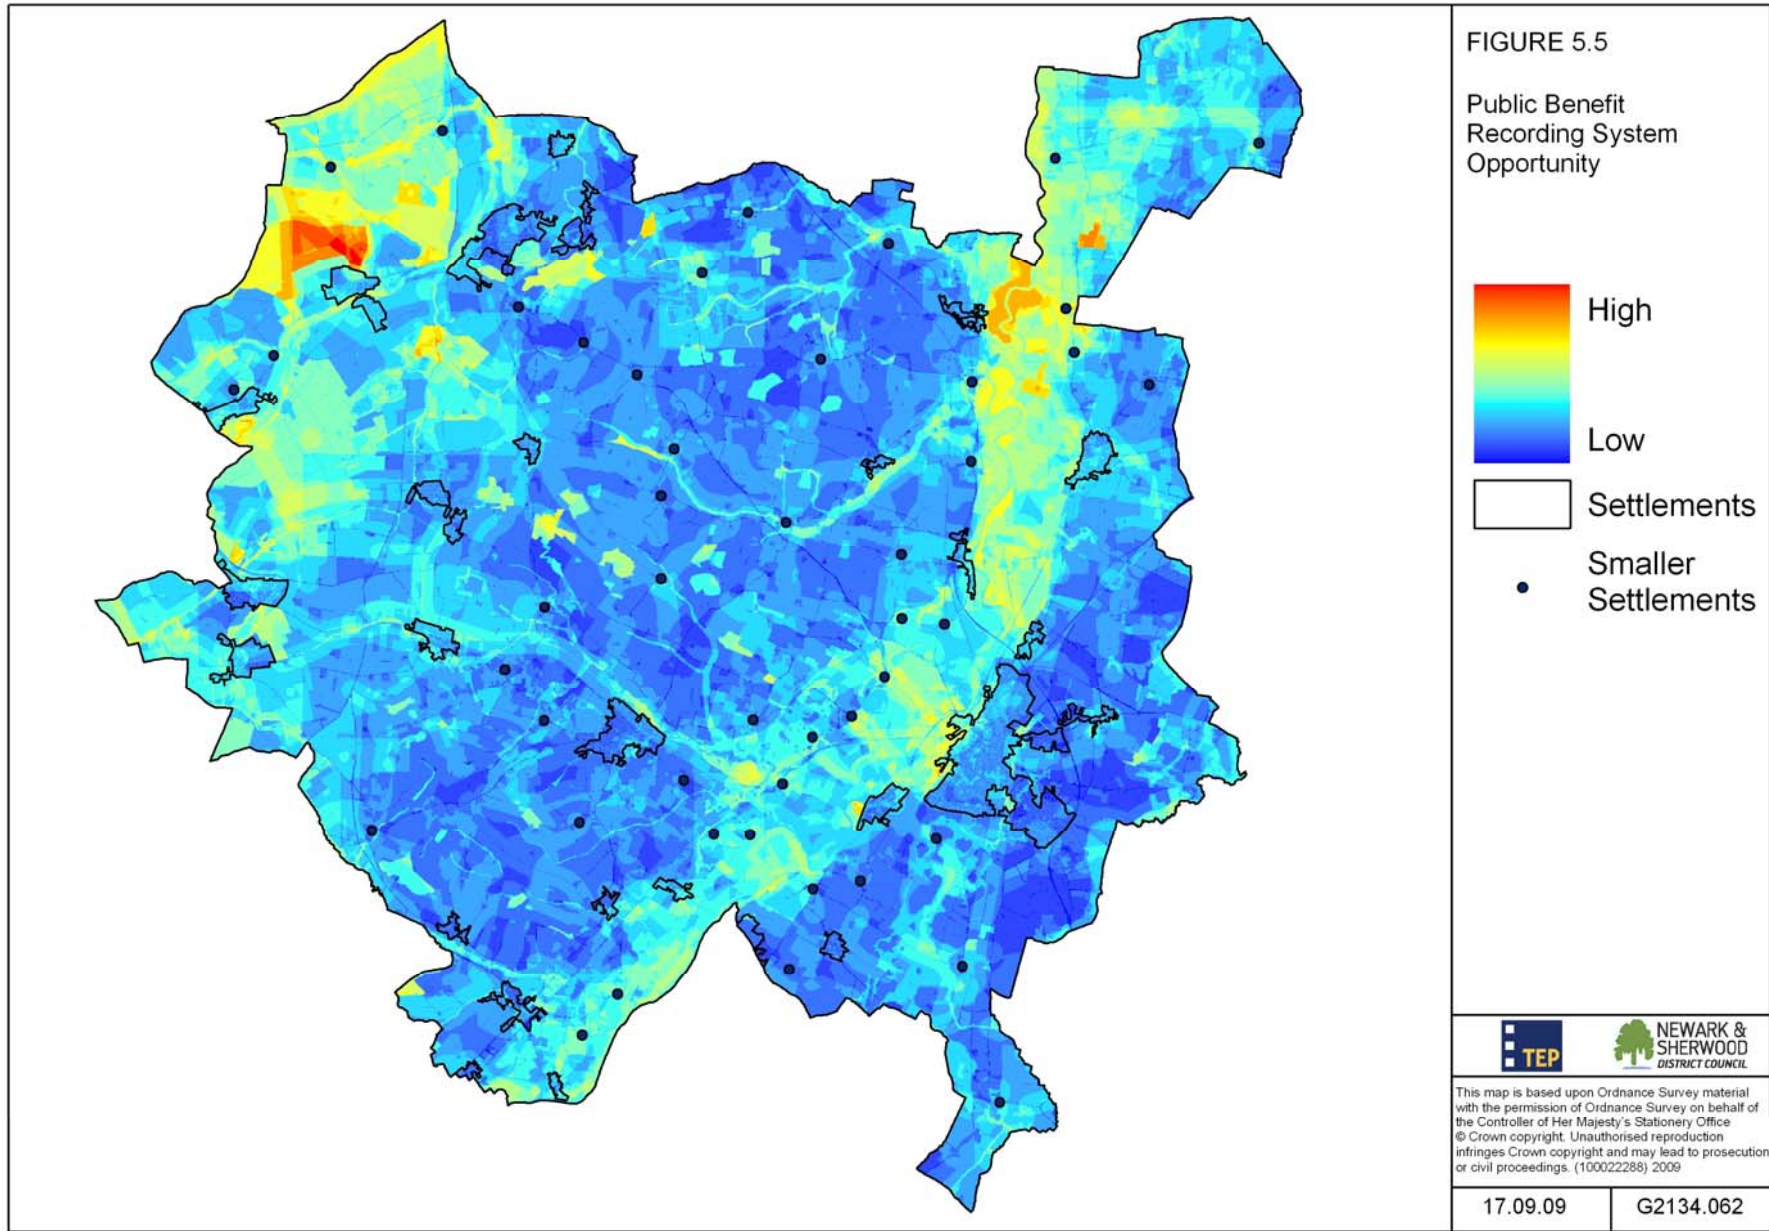 FIGURE 5.5
Public Benefit
Recording System
Opportunity
High
Low
Settlements
Smaller
Settlements
TEP
NEWARK &
SHERWOOD
DISTRICT COUNCIL
This map is based upon Ordnance Survey material
with the permission of Ordnance Survey on behalf of
the Controller of Her Majesty's Stationery Office
© Crown copyright. Unauthorised reproduction
infringes Crown copyright and may lead to prosecution
or civil proceedings. (100022288) 2009
17.09.09
G2134.062